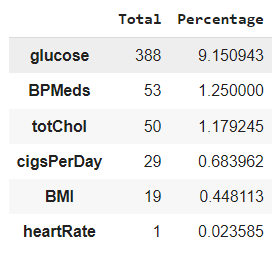 Total Percentage
glucose 388 9.150943
BPMeds 53 1.250000
totChol 50 1.179245
cigsPerDay 29 0.683962
BMI 19 0.448113
heartRate 1 0.023585